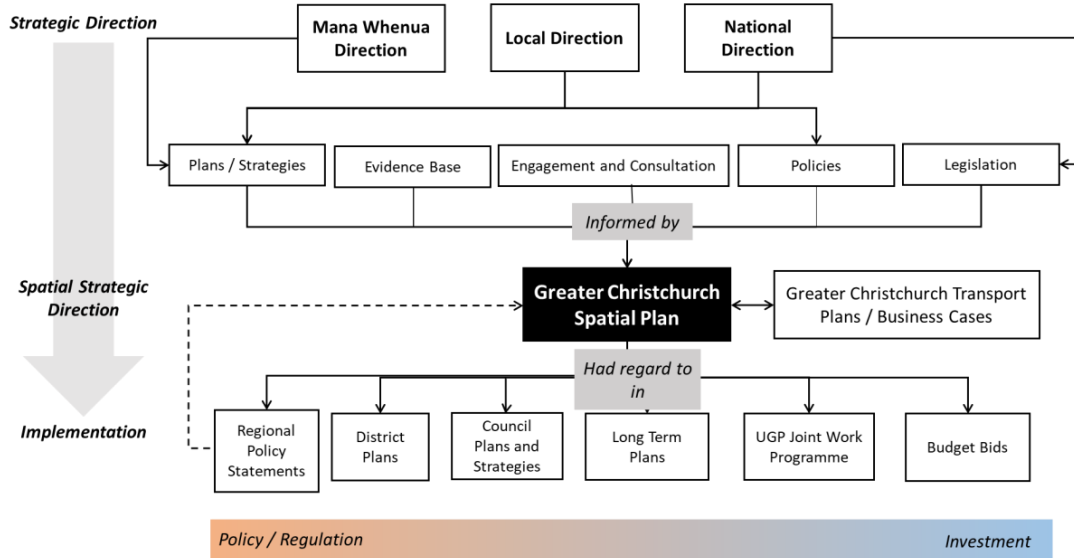 Strategic Direction
Mana Whenua
Direction
Local Direction
National
Direction
Plans / Strategies
Evidence Base
Engagement and Consultation
Policies
Legislation
Informed by
Spatial Strategic
Direction
Greater Christchurch
Spatial Plan
Greater Christchurch Transport
Plans / Business Cases
Had regard to
in
Implementation
Regional
Policy
Statements
District
Plans
Council
Plans and
Strategies
Long Term
Plans
UGP Joint Work
Programme
Budget Bids
Policy / Regulation
Investment